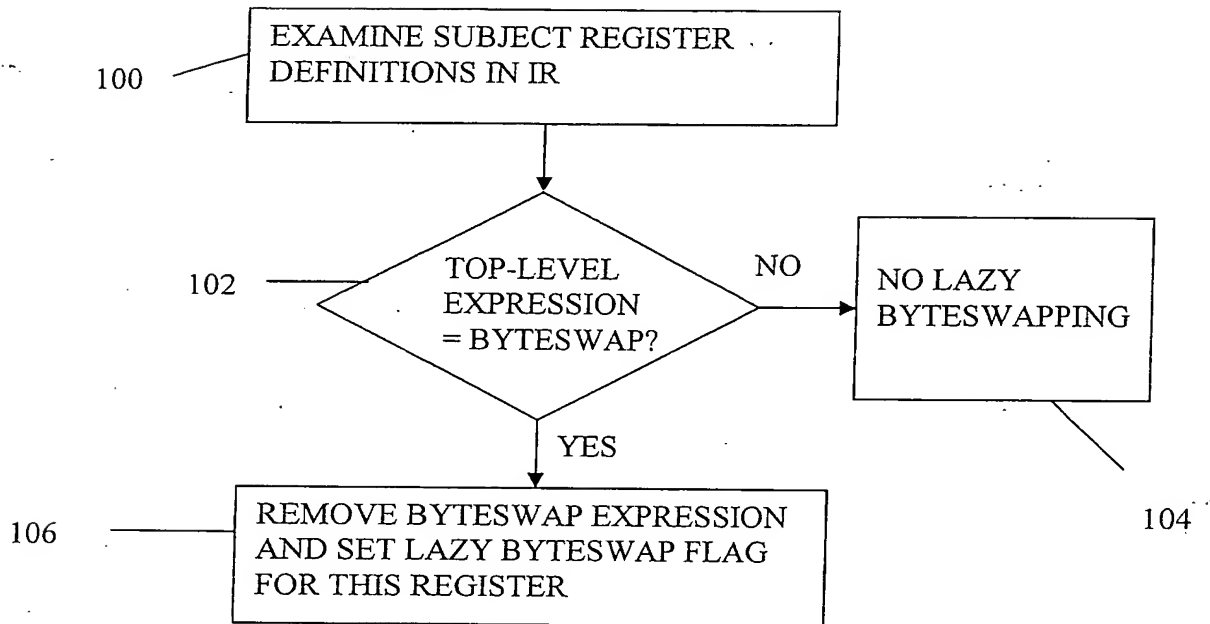 EXAMINE SUBJECT REGISTER
DEFINITIONS IN IR
100
TOP-LEVEL
EXPRESSION
= BYTESWAP?
102
NO
NO LAZY
BYTESWAPPING
104
YES
REMOVE BYTESWAP EXPRESSION
AND SET LAZY BYTESWAP FLAG
FOR THIS REGISTER
106